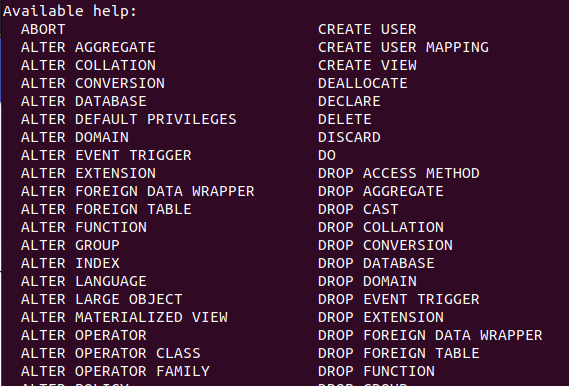 Available help:
ABORT CREATE USER
ALTER AGGREGATE CREATE USER MAPPING
ALTER COLLATION CREATE VIEW
ALTER CONVERSION DEALLOCATE
ALTER DATABASE DECLARE
ALTER DEFAULT PRIVILEGES DELETE
ALTER DOMAIN DISCARD
ALTER EVENT TRIGGER DO
ALTER EXTENSION DROP ACCESS METHOD
ALTER FOREIGN DATA WRAPPER DROP AGGREGATE
ALTER FOREIGN TABLE DROP CAST
ALTER FUNCTION DROP COLLATION
ALTER GROUP DROP CONVERSION
ALTER INDEX DROP DATABASE
ALTER LANGUAGE DROP DOMAIN
ALTER LARGE OBJECT DROP EVENT TRIGGER
ALTER MATERIALIZED VIEW DROP EXTENSION
ALTER OPERATOR DROP FOREIGN DATA WRAPPER
ALTER OPERATOR CLASS DROP FOREIGN TABLE
ALTER OPERATOR FAMILY DROP FUNCTION
ALTER POLICY DROP GROUP